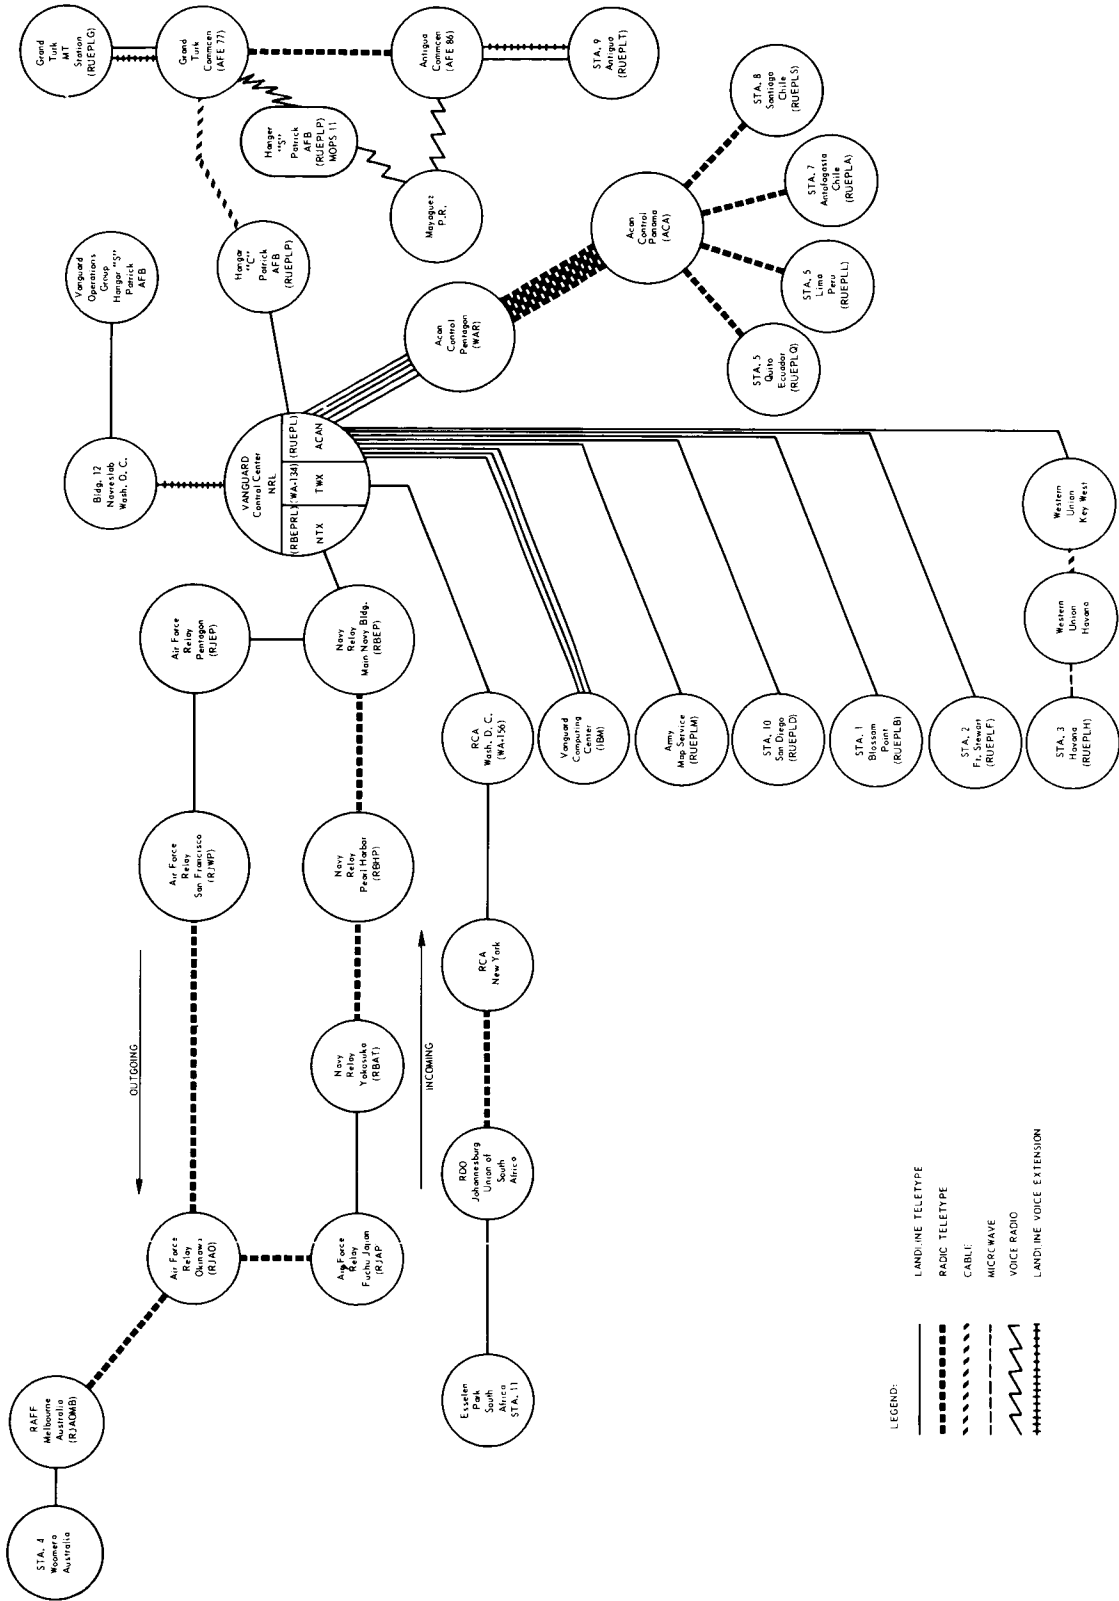 STA. 4
Woomera
Australia
RAFF
Melbourne
Australia
(RJAOMB)
Air Force
Relay
Okinawa
(RJAO)
OUTGOING
Air Force
Relay
San Francisco
(RJWP)
Air Force
Relay
Pentagon
(RJEP)
Bldg. 12
Navreslab
Wash. D. C.
Vanguard
Operations
Group
Hangar "S"
Patrick
AFB
Grand
Turk
MT
Station
(RUEPLG)
Grand
Turk
Commcen
(AFE 77)
Antigua
Commcen
(AFE 86)
STA. 9
Antigua
(RUEPLT)
Hanger
"S"
Patrick
AFB
(RUEPLP)
MOPS 11
Mayaguez
P.R.
Hangar
"C"
Patrick
AFB
(RUEPLP)
VANGUARD
Control Center
NRL
(RBEPRL) (WA-134) (RUEPL)
NTX TWX ACAN
Air Force
Relay
Fuchu Japan
(RJAP
Navy
Relay
Yokosuka
(RBAT)
Navy
Relay
Pearl Harbor
(RBHP)
Navy
Relay
Main Navy Bldg.
(RBEP)
INCOMING
Esselen
Park
South
Africa
STA. 11
RDO
Johannesburg
Union of
South
Africa
RCA
New York
RCA
Wash. D. C.
(WA-156)
Acan
Control
Pentagon
(WAR)
Acan
Control
Panama
(ACA)
STA. 8
Santiago
Chile
(RUEPLS)
STA. 7
Antofagasta
Chile
(RUEPLA)
STA. 5
Lima
Peru
(RUEPLL)
STA. 5
Quito
Ecuador
(RUEPLQ)
Vanguard
Computing
Center
(IBM)
Army
Map Service
(RUEPLM)
STA. 10
San Diego
(RUEPLD)
STA. 1
Blossom
Point
(RUEPLB)
STA. 2
Ft. Stewart
(RUEPLF)
STA. 3
Havana
(RUEPLH)
Western
Union
Havana
Western
Union
Key West
LEGEND:
LANDLINE TELETYPE
RADIO TELETYPE
CABLE
MICROWAVE
VOICE RADIO
LANDLINE VOICE EXTENSION